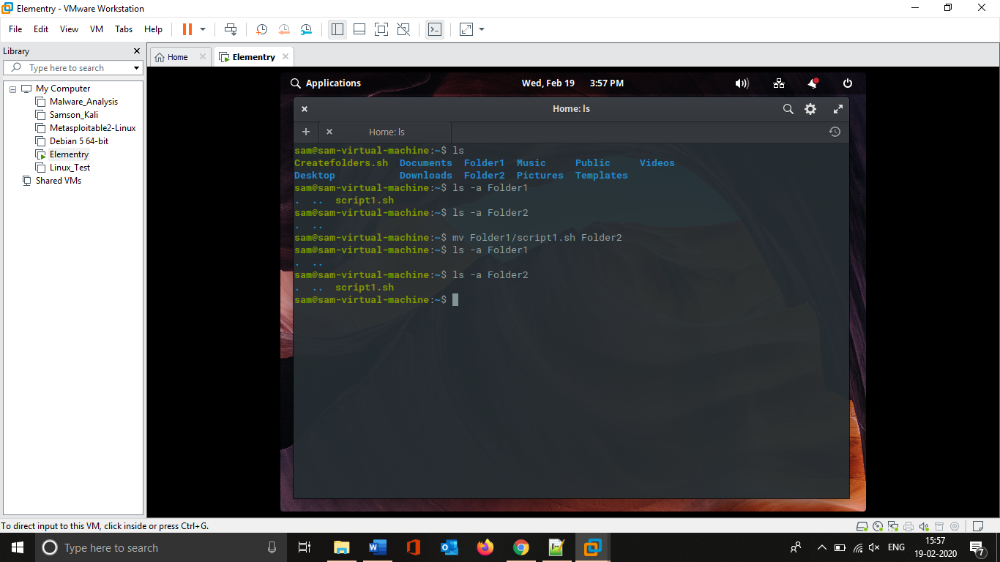 Elementry - VMware Workstation
File Edit View VM Tabs Help
Library
Type here to search
My Computer
Malware_Analysis
Samson_Kali
Metasploitable2-Linux
Debian 5 64-bit
Elementry
Linux_Test
Shared VMs
Home Elementry
Applications Wed, Feb 19 3:57 PM
Home: ls
Home: ls
sam@sam-virtual-machine:~$ ls
Createfolders.sh Documents Folder1 Music Public Videos
Desktop Downloads Folder2 Pictures Templates
sam@sam-virtual-machine:~$ ls -a Folder1
. .. script1.sh
sam@sam-virtual-machine:~$ ls -a Folder2
. ..
sam@sam-virtual-machine:~$ mv Folder1/script1.sh Folder2
sam@sam-virtual-machine:~$ ls -a Folder1
. ..
sam@sam-virtual-machine:~$ ls -a Folder2
. .. script1.sh
sam@sam-virtual-machine:~$
To direct input to this VM, click inside or press Ctrl+G.
Type here to search
ENG
15:57
19-02-2020
7